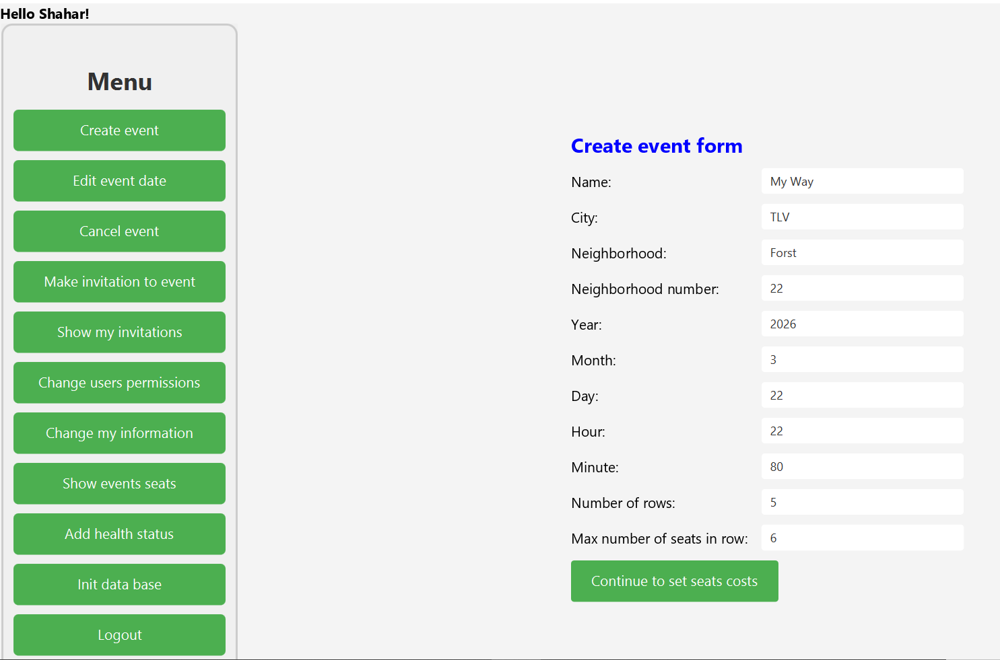 Hello Shahar!
Menu
Create event
Edit event date
Cancel event
Make invitation to event
Show my invitations
Change users permissions
Change my information
Show events seats
Add health status
Init data base
Logout
Create event form
Name: My Way
City: TLV
Neighborhood: Forst
Neighborhood number: 22
Year: 2026
Month: 3
Day: 22
Hour: 22
Minute: 80
Number of rows: 5
Max number of seats in row: 6
Continue to set seats costs